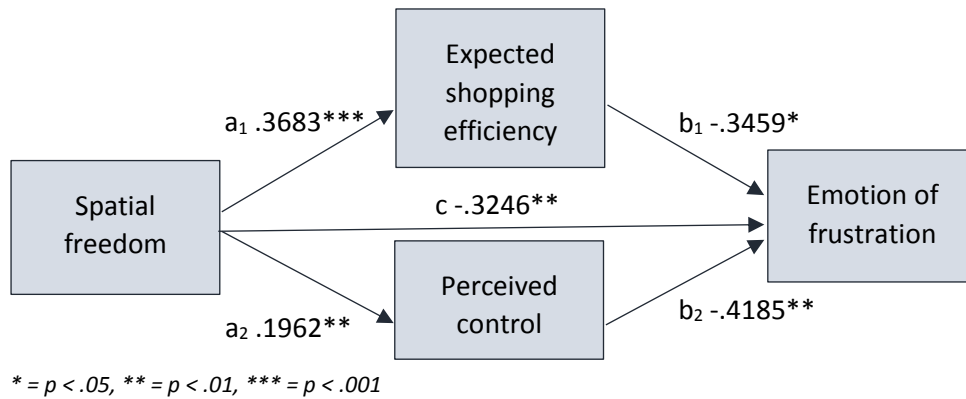 Expected
shopping
efficiency
a₁ .3683***
b₁ -.3459*
Spatial
freedom
c -.3246**
Emotion of
frustration
Perceived
control
a₂ .1962**
b₂ -.4185**
* = p < .05, ** = p < .01, *** = p < .001